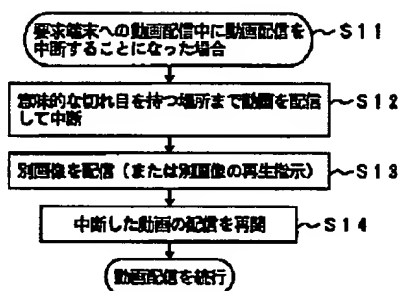 要求端末への動画配信中に動画配信を
中断することになった場合
S11
意味的な切れ目を持つ場所まで動画を配信
して中断
S12
別画像を配信(または別画像の再生指示)
S13
中断した動画の配信を再開
S14
動画配信を続行